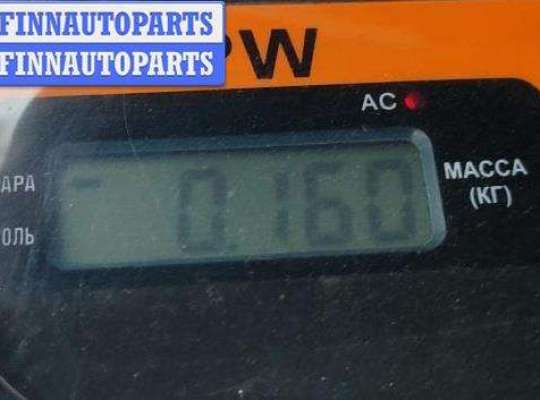 FINNAUTOPARTS
FINNAUTOPARTS
PW
AC
АРА
0.160
МАССА
(КГ)
ОЛЬ